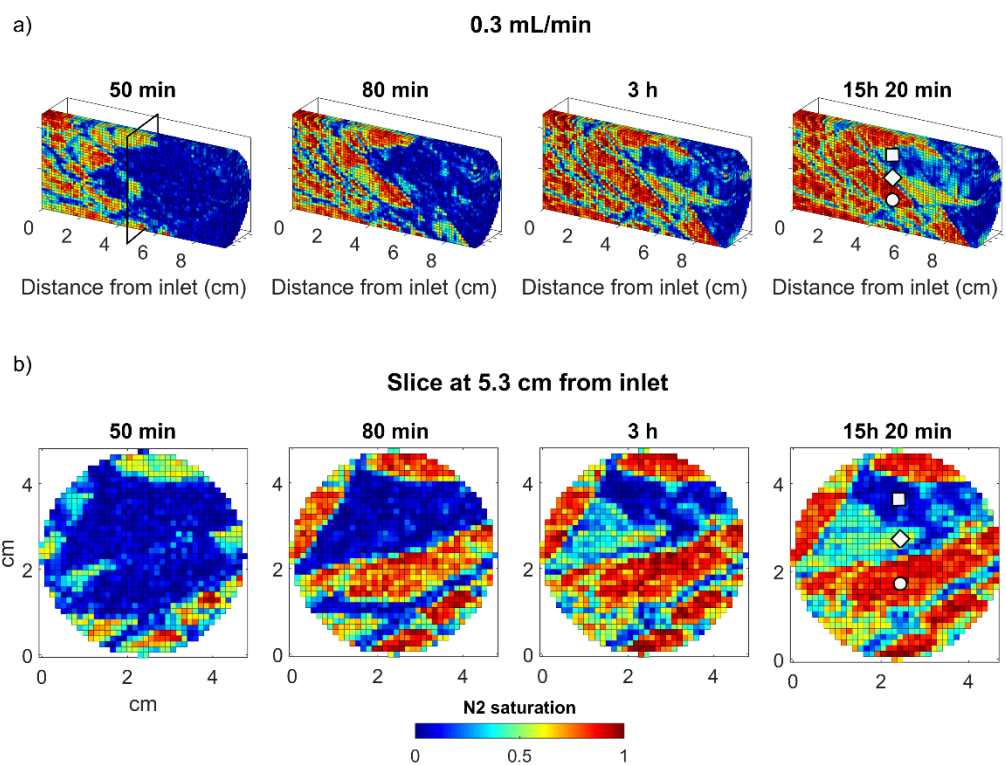 a)
0.3 mL/min
50 min 80 min 3 h 15h 20 min
0 2 4 6 8 0 2 4 6 8 0 2 4 6 8 0 2 4 6 8
Distance from inlet (cm) Distance from inlet (cm) Distance from inlet (cm) Distance from inlet (cm)
b)
Slice at 5.3 cm from inlet
50 min 80 min 3 h 15h 20 min
4 4 4 4
2 2 2 2
0 0 0 0
cm
0 2 4 0 2 4 0 2 4 0 2 4
cm
N2 saturation
0 0.5 1